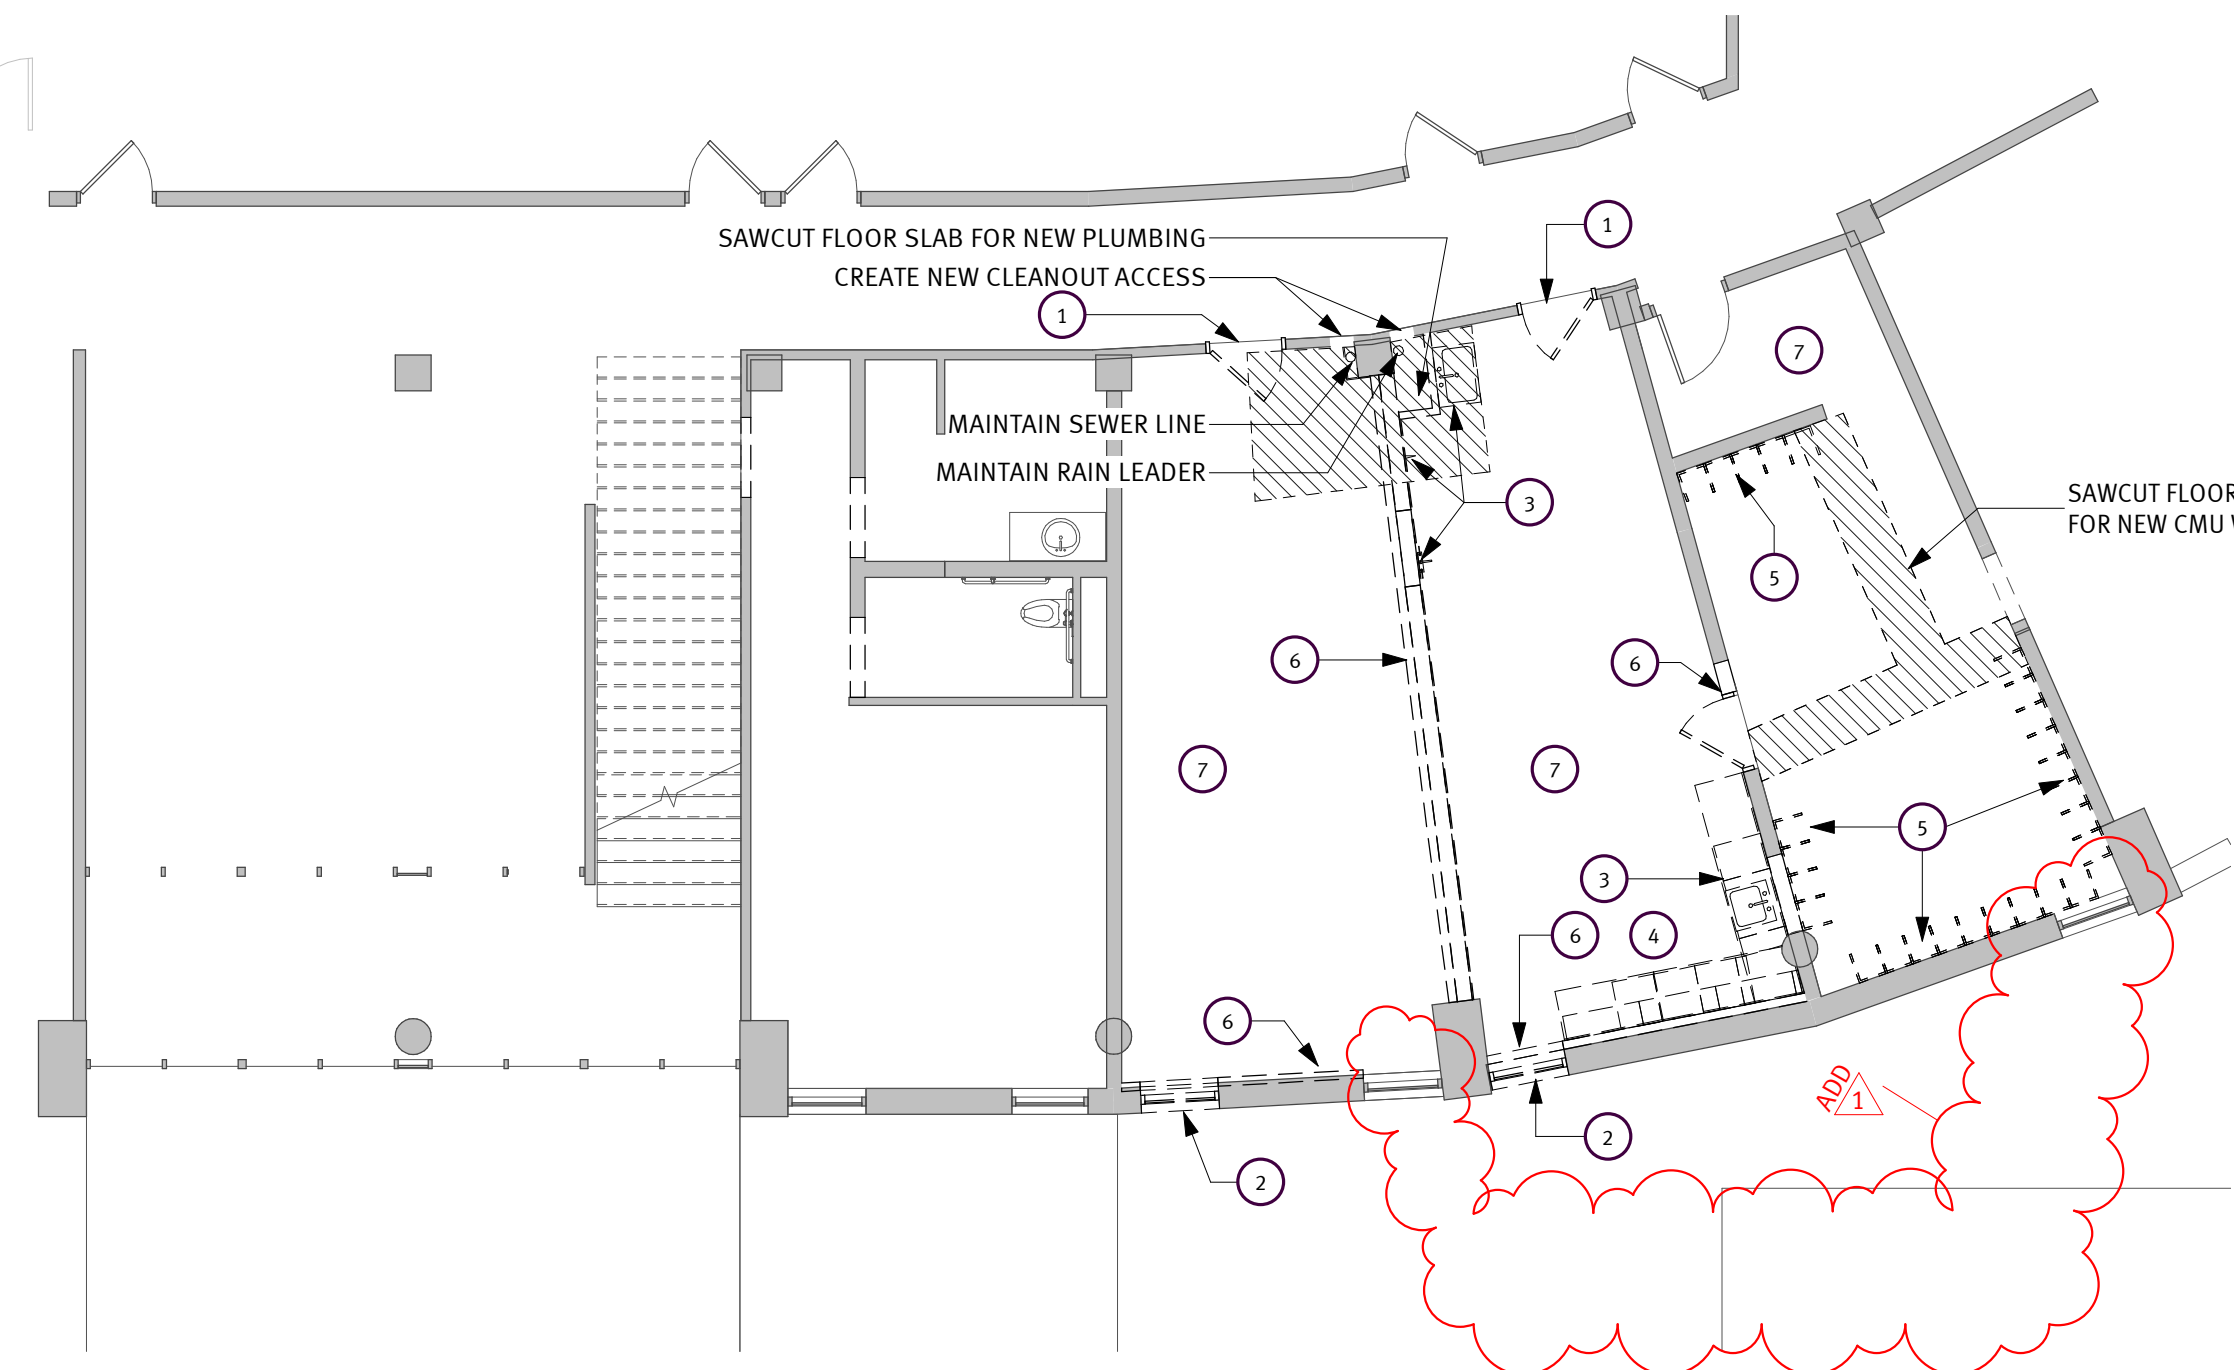 1
SAWCUT FLOOR SLAB FOR NEW PLUMBING
CREATE NEW CLEANOUT ACCESS
1
7
MAINTAIN SEWER LINE
MAINTAIN RAIN LEADER
3
SAWCUT FLOOR
FOR NEW CMU
5
6
6
7
7
5
3
6
4
6
ADD
1
2
2